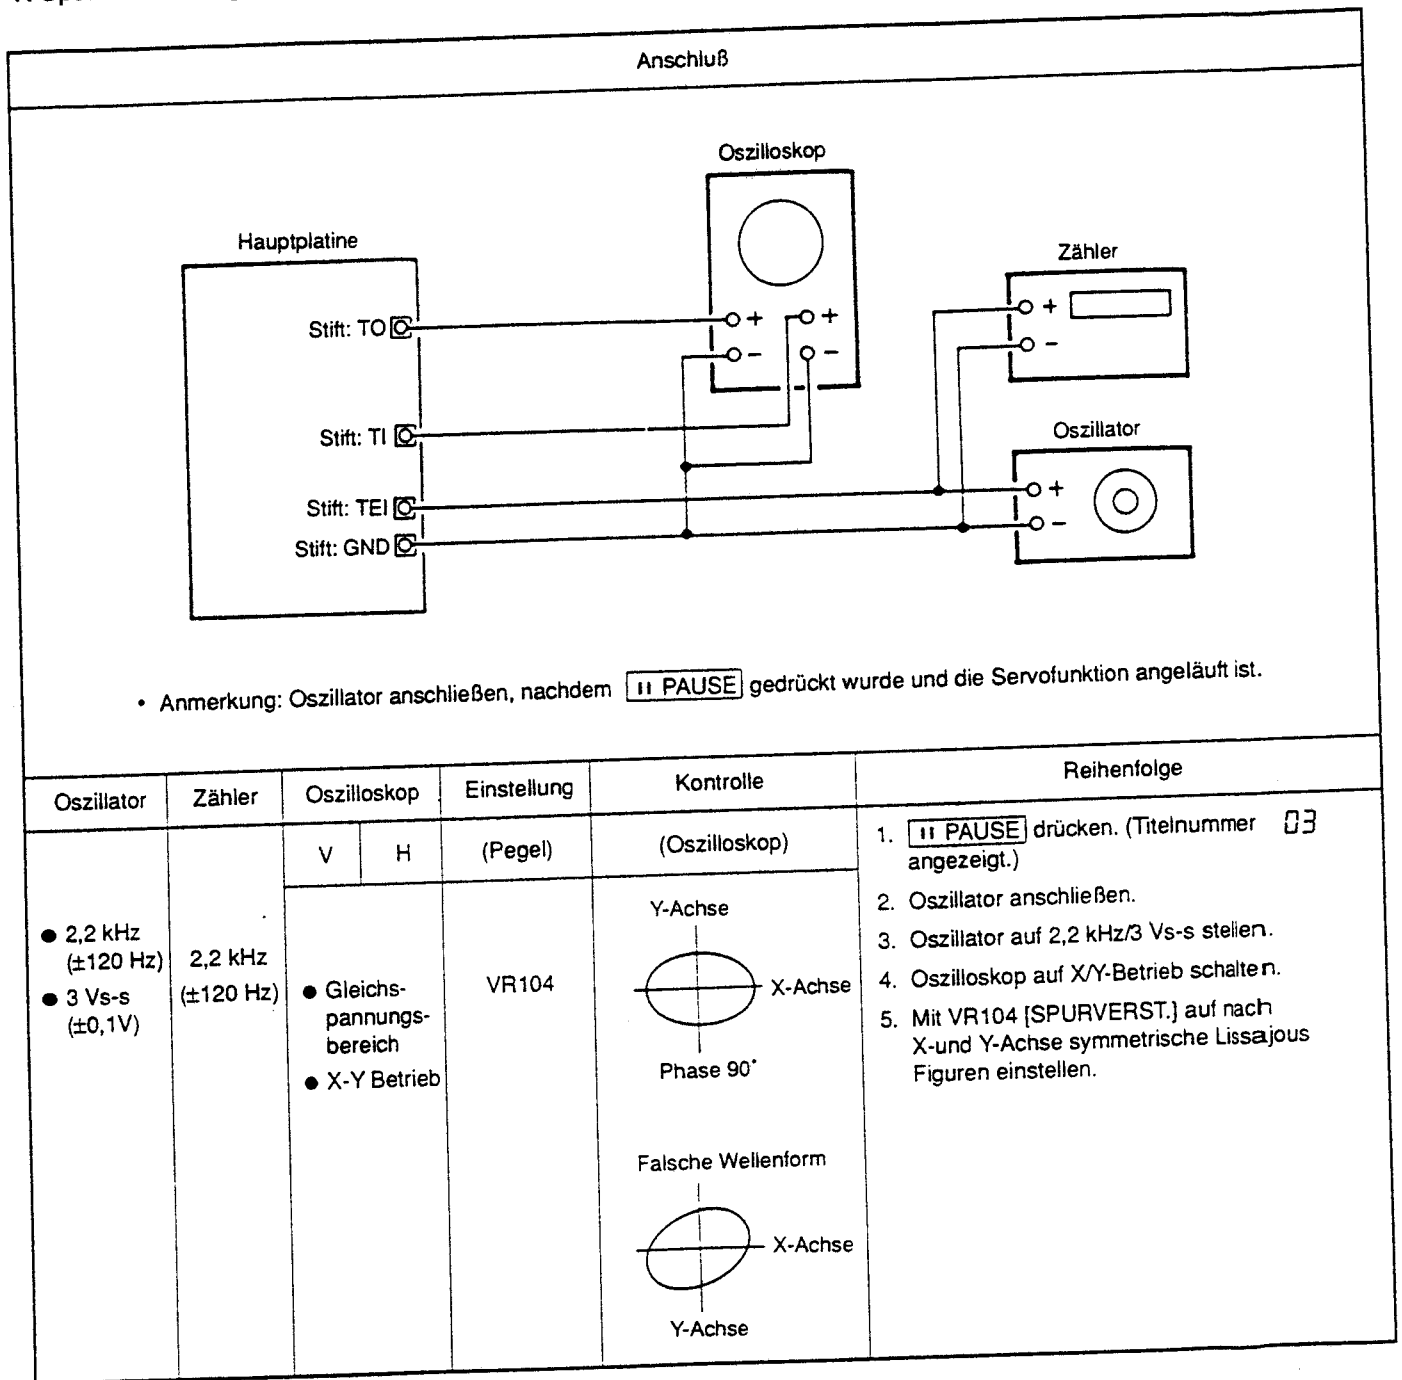 Anschluß
Oszilloskop
Hauptplatine
Zähler
Stift: TO
+
+
+
−
−
−
Stift: TI
Oszillator
Stift: TEI
+
Stift: GND
−
• Anmerkung: Oszillator anschließen, nachdem II PAUSE gedrückt wurde und die Servofunktion angeläuft ist.
Oszillator
Zähler
Oszilloskop
Einstellung
Kontrolle
Reihenfolge
V
H
(Pegel)
(Oszilloskop)
● 2,2 kHz
(±120 Hz)
● 3 Vs-s
(±0,1V)
2,2 kHz
(±120 Hz)
● Gleichs-
pannungs-
bereich
● X-Y Betrieb
VR104
Y-Achse
X-Achse
Phase 90°
Falsche Wellenform
X-Achse
Y-Achse
1. II PAUSE drücken. (Titelnummer 03
angezeigt.)
2. Oszillator anschließen.
3. Oszillator auf 2,2 kHz/3 Vs-s stellen.
4. Oszilloskop auf X/Y-Betrieb schalten.
5. Mit VR104 [SPURVERST.] auf nach
X-und Y-Achse symmetrische Lissajous
Figuren einstellen.